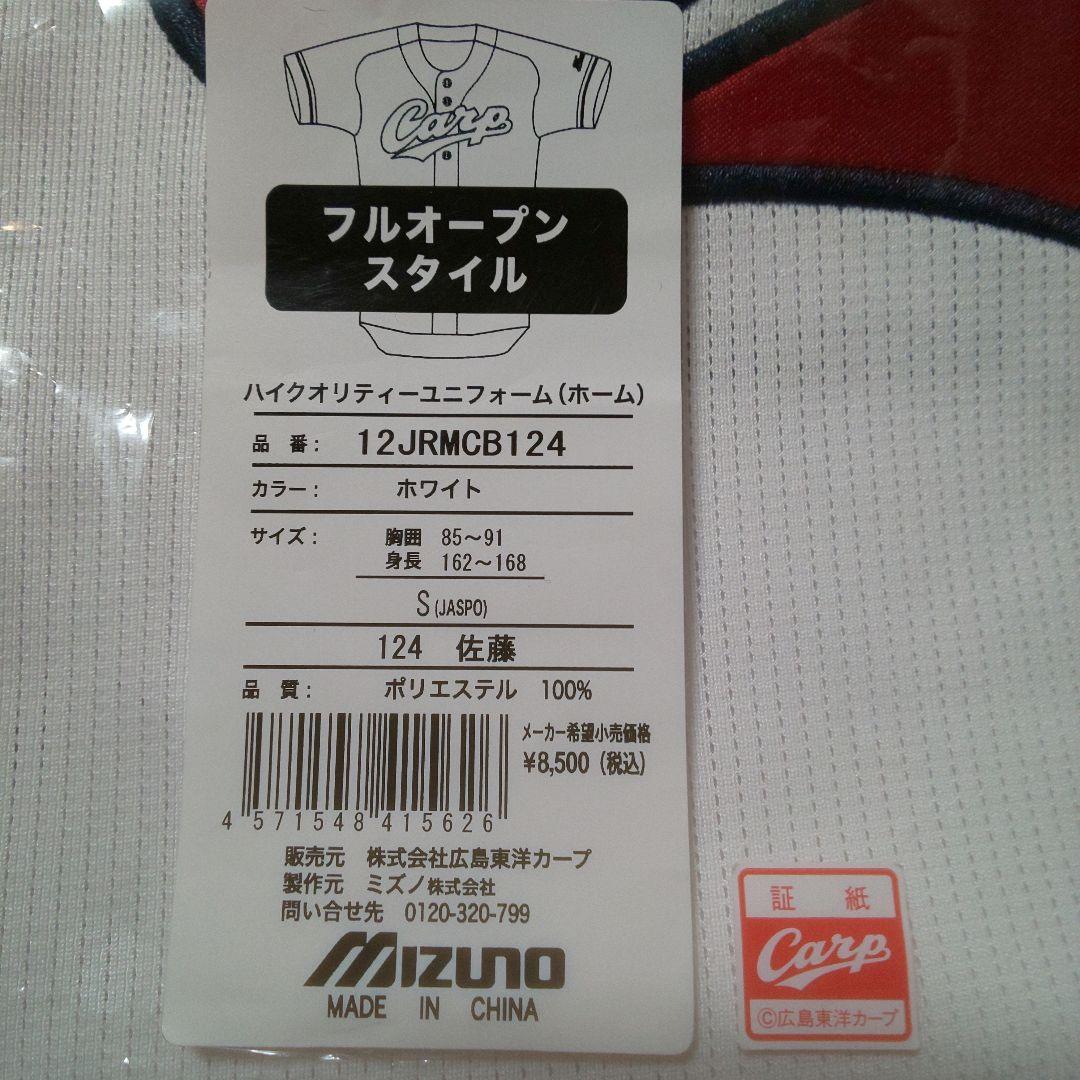 Carp
フルオープン
スタイル
ハイクオリティーユニフォーム(ホーム)
品 番: 12JRMCB124
カラー: ホワイト
サイズ: 胸囲 85～91
身長 162～168
S(JASPO)
124 佐藤
品 質: ポリエステル 100%
メーカー希望小売価格
¥8,500(税込)
4 571548 415626
販売元 株式会社広島東洋カープ
製作元 ミズノ株式会社
問い合せ先 0120-320-799
MIZUNO
MADE IN CHINA
証 紙
Carp
©広島東洋カープ